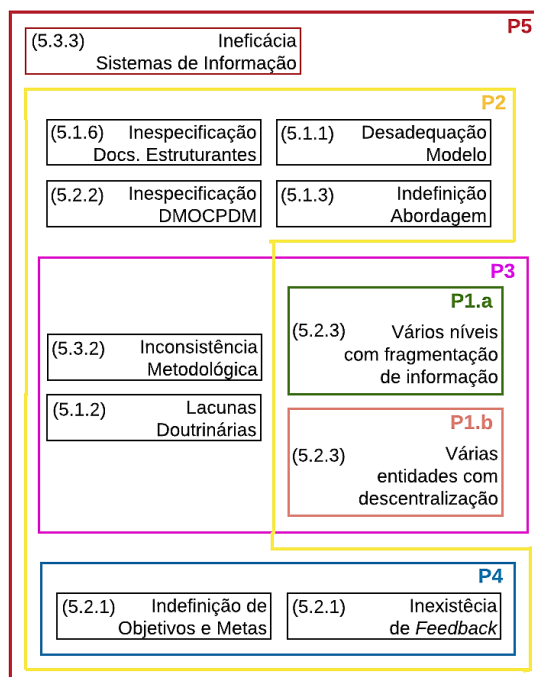 P5
(5.3.3) Ineficácia
Sistemas de Informação
P2
(5.1.6) Inespecificação
Docs. Estruturantes
(5.1.1) Desadequação
Modelo
(5.2.2) Inespecificação
DMOCPDM
(5.1.3) Indefinição
Abordagem
P3
P1.a
(5.2.3) Vários níveis
com fragmentação
de informação
(5.3.2) Inconsistência
Metodológica
(5.1.2) Lacunas
Doutrinárias
P1.b
(5.2.3) Várias
entidades com
descentralização
P4
(5.2.1) Indefinição de
Objetivos e Metas
(5.2.1) Inexistêcia
de Feedback